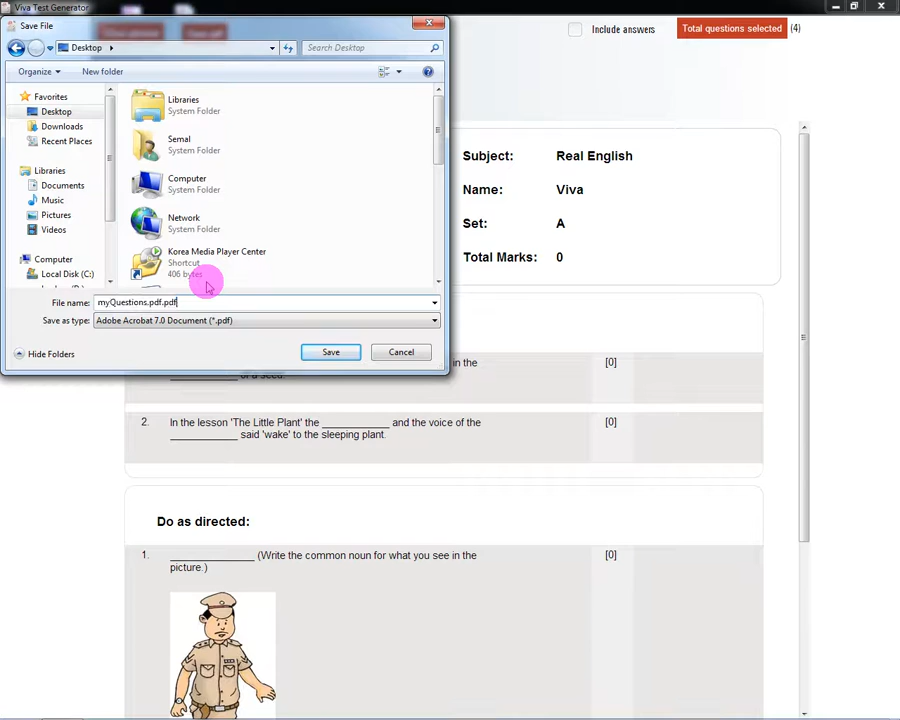 Viva Test Generator
Save File
Desktop
Search Desktop
Organize
New folder
Favorites
Desktop
Downloads
Recent Places
Libraries
Documents
Music
Pictures
Videos
Computer
Local Disk (C:)
Libraries
System Folder
Semal
System Folder
Computer
System Folder
Network
System Folder
Korea Media Player Center
Shortcut
406 bytes
File name: myQuestions.pdf.pdf
Save as type: Adobe Acrobat 7.0 Document (*.pdf)
Hide Folders
Save
Cancel
Include answers
Total questions selected (4)
Subject: Real English
Name: Viva
Set: A
Total Marks: 0
in the [0]
____________ of a seed.
2. In the lesson 'The Little Plant' the ____________ and the voice of the [0]
____________ said 'wake' to the sleeping plant.
Do as directed:
1. _______________ (Write the common noun for what you see in the [0]
picture.)